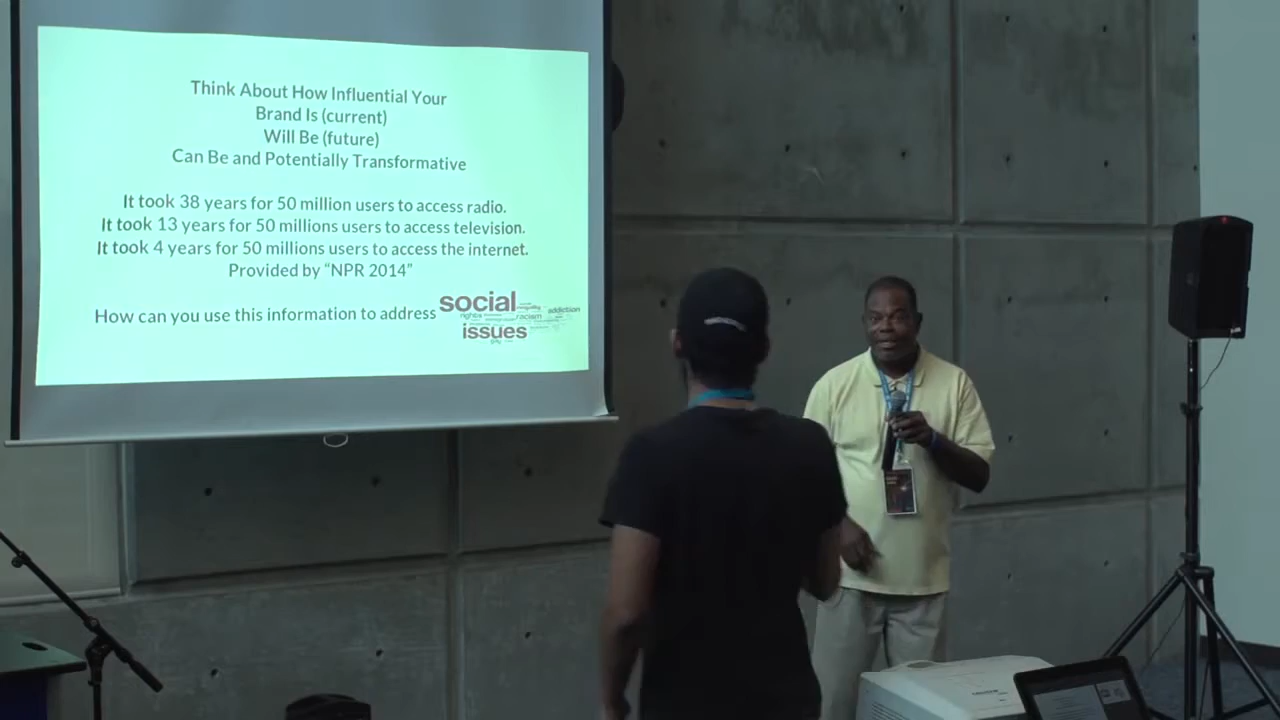 Think About How Influential Your
Brand Is (current)
Will Be (future)
Can Be and Potentially Transformative
It took 38 years for 50 million users to access radio.
It took 13 years for 50 millions users to access television.
It took 4 years for 50 millions users to access the internet.
Provided by “NPR 2014”
How can you use this information to address
social
rights racism addiction
issues